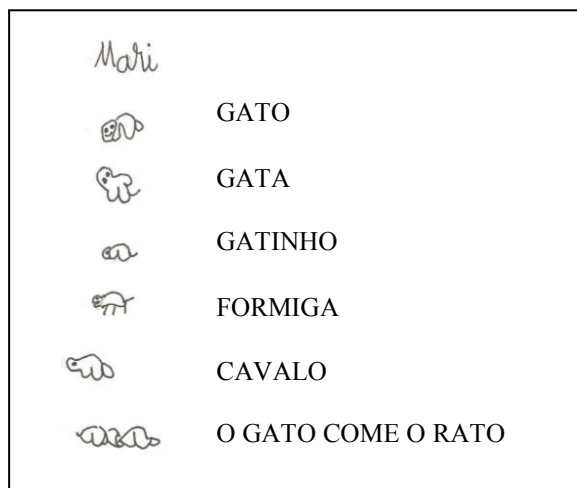 Mari
GATO
GATA
GATINHO
FORMIGA
CAVALO
O GATO COME O RATO